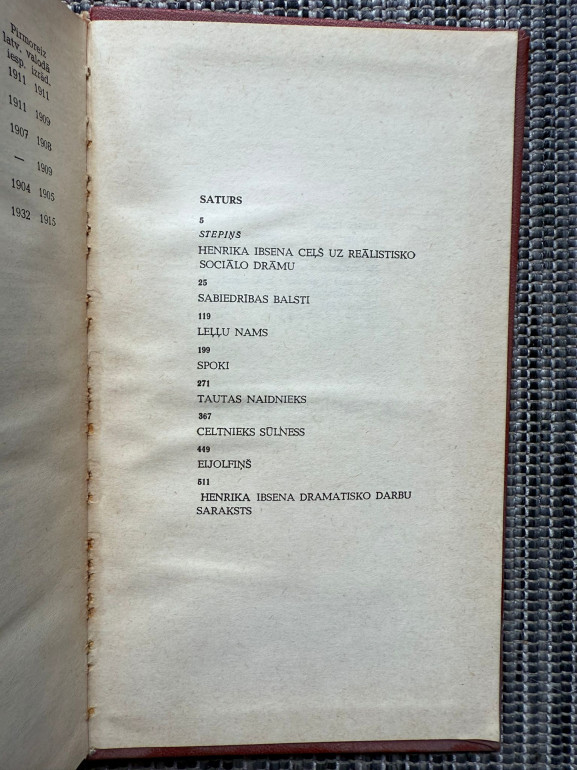 Pirmoreiz
latv. valodā
iesp. izrād.
1911 1911
1911 1909
1907 1908
— 1909
1904 1905
1932 1915
SATURS
5
STEPIŅŠ
HENRIKA IBSENA CEĻŠ UZ REĀLISTISKO
SOCIĀLO DRĀMU
25
SABIEDRĪBAS BALSTI
119
LEĻĻU NAMS
199
SPOKI
271
TAUTAS NAIDNIEKS
367
CELTNIEKS SŪLNESS
449
EIJOLFIŅŠ
511
HENRIKA IBSENA DRAMATISKO DARBU
SARAKSTS